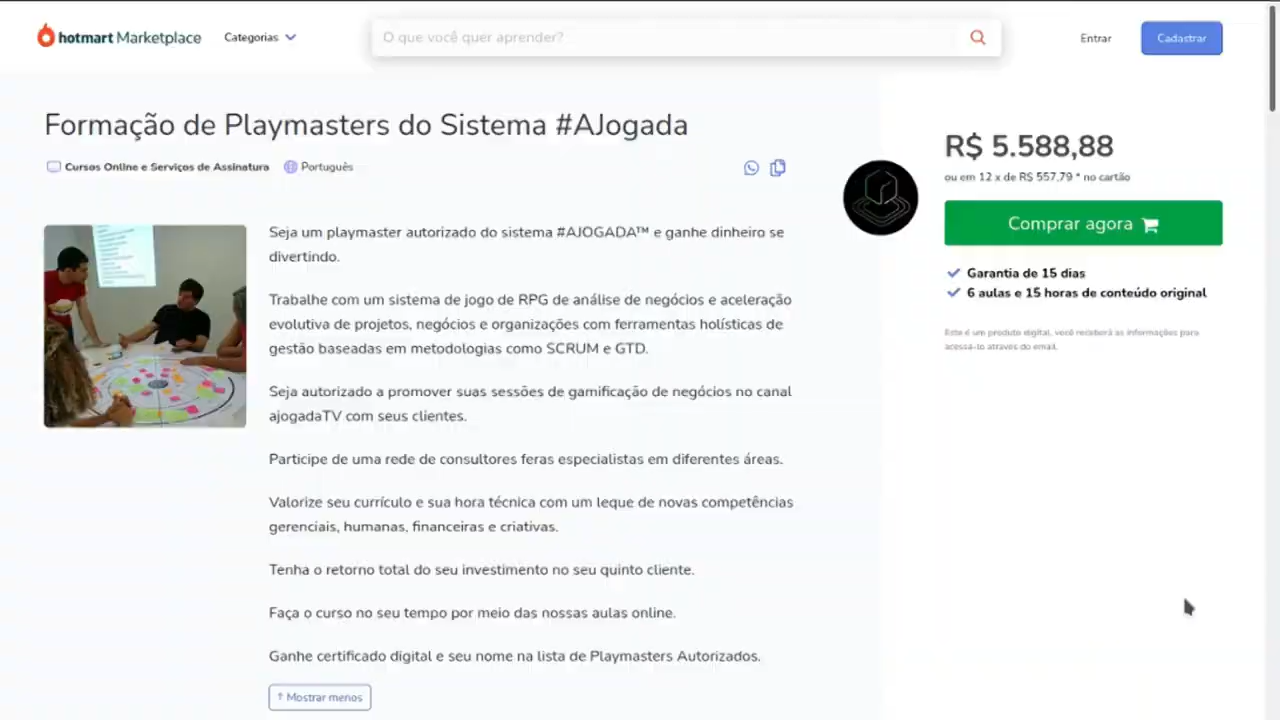 hotmart Marketplace
Categorias
O que você quer aprender?
Entrar
Cadastrar
Formação de Playmasters do Sistema #AJogada
Cursos Online e Serviços de Assinatura
Português
Seja um playmaster autorizado do sistema #AJOGADA™ e ganhe dinheiro se
divertindo.
Trabalhe com um sistema de jogo de RPG de análise de negócios e aceleração
evolutiva de projetos, negócios e organizações com ferramentas holísticas de
gestão baseadas em metodologias como SCRUM e GTD.
Seja autorizado a promover suas sessões de gamificação de negócios no canal
ajogadaTV com seus clientes.
Participe de uma rede de consultores feras especialistas em diferentes áreas.
Valorize seu currículo e sua hora técnica com um leque de novas competências
gerenciais, humanas, financeiras e criativas.
Tenha o retorno total do seu investimento no seu quinto cliente.
Faça o curso no seu tempo por meio das nossas aulas online.
Ganhe certificado digital e seu nome na lista de Playmasters Autorizados.
↑ Mostrar menos
R$ 5.588,88
ou em 12 x de R$ 557,79 * no cartão
Comprar agora
Garantia de 15 dias
6 aulas e 15 horas de conteúdo original
Este é um produto digital, você receberá as informações para
acessá-lo através do email.